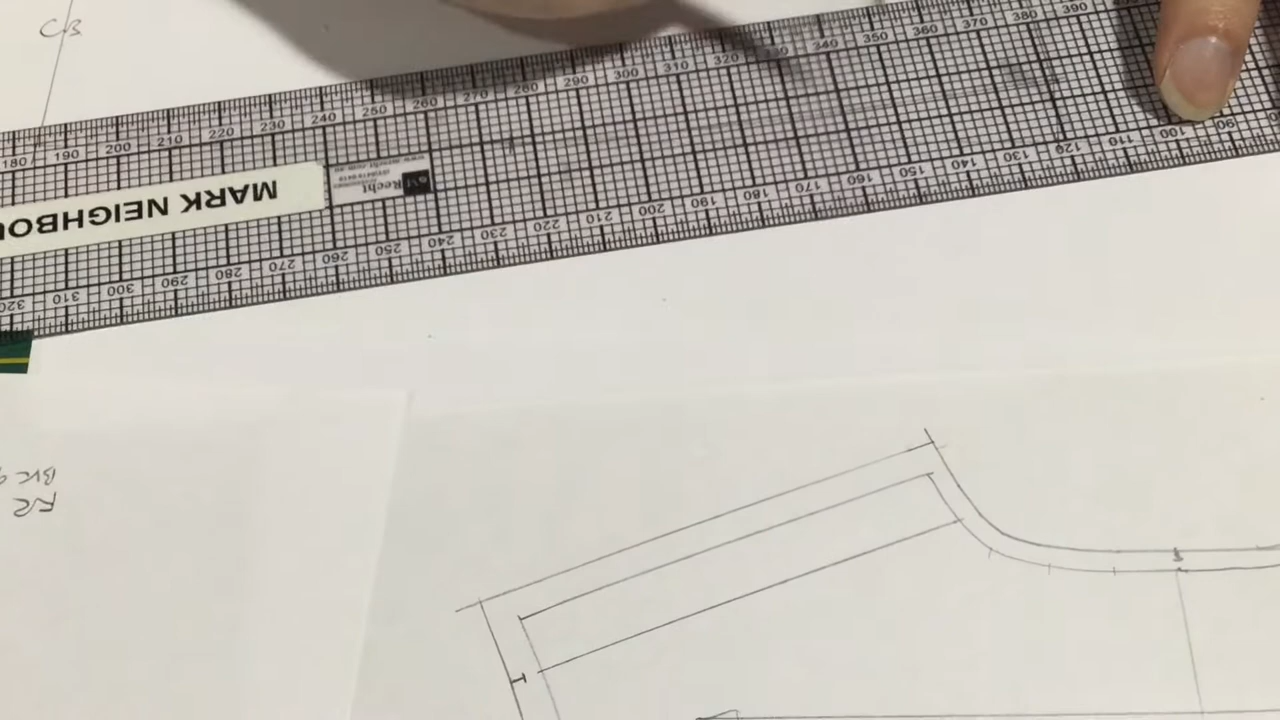 CB
180 190 200 210 220 230 240 250 260 270 280 290 300 310 320 330 340 350 360 370 380 390
MARK NEIGHBOU
Recht
320 310 300 290 280 270 260 250 240 230 220 210 200 190 180 170 160 150 140 130 120 110 100 90